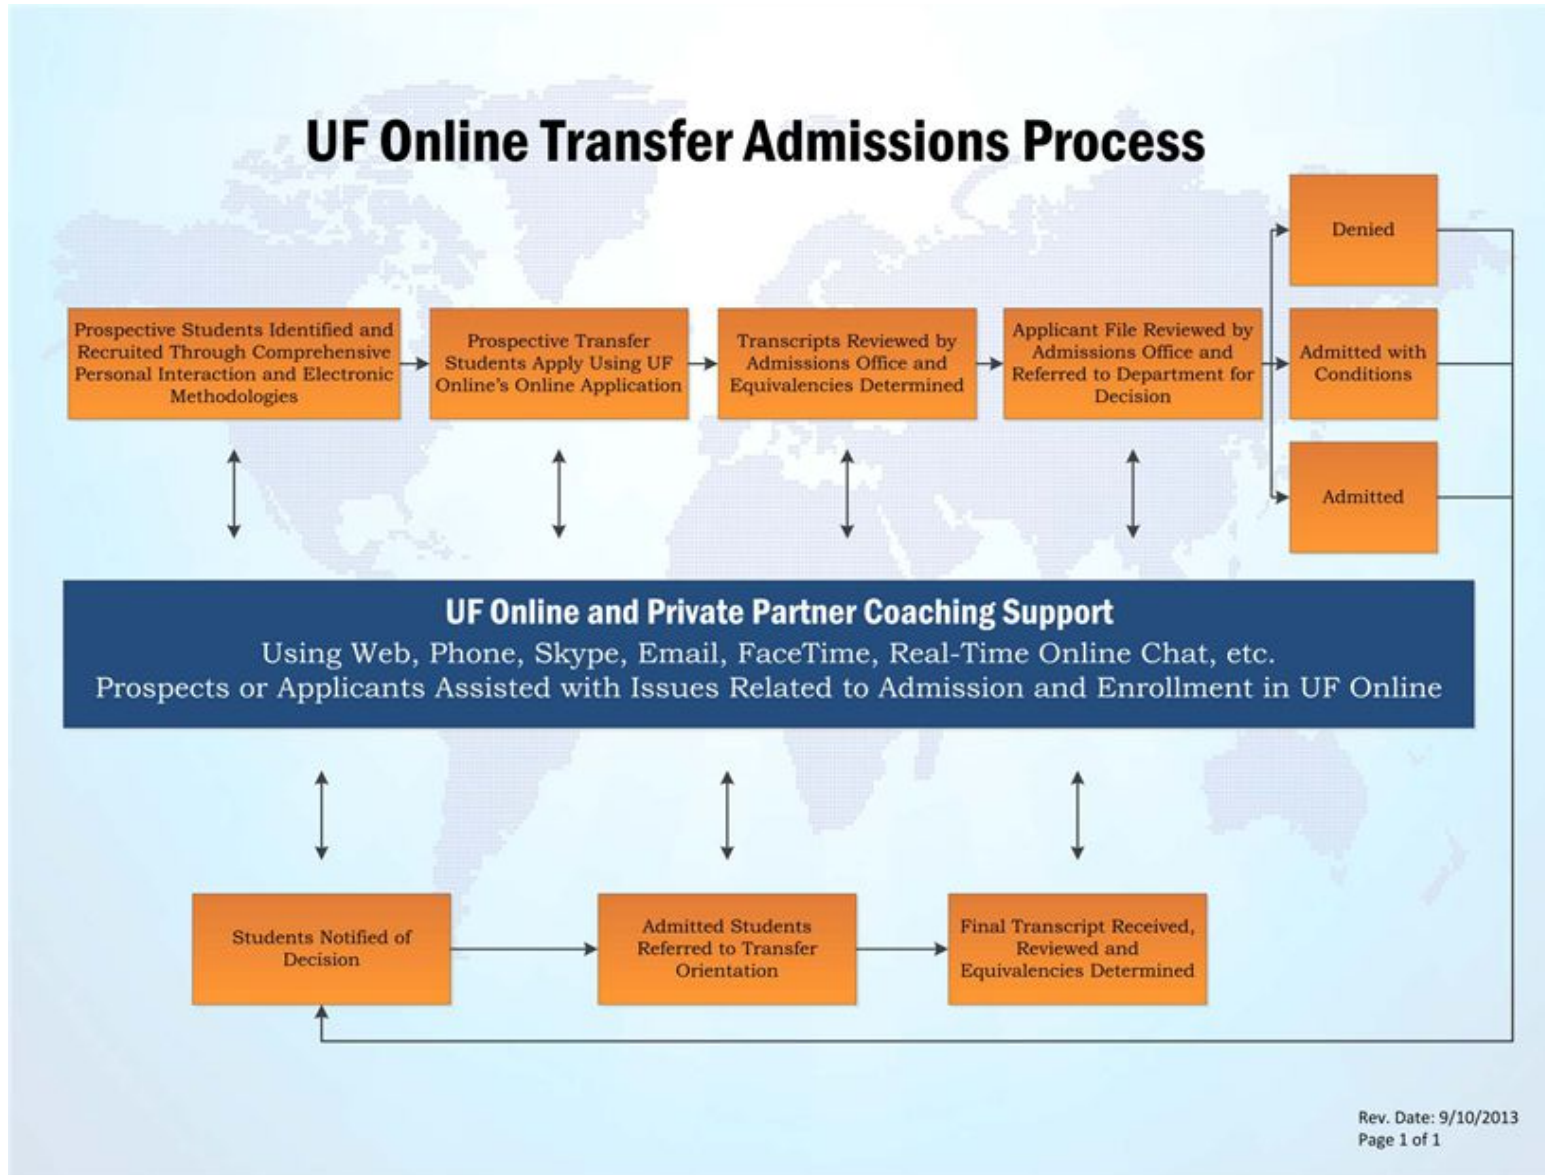 UF Online Transfer Admissions Process
Denied
Prospective Students Identified and
Recruited Through Comprehensive
Personal Interaction and Electronic
Methodologies
Prospective Transfer
Students Apply Using UF
Online's Online Application
Transcripts Reviewed by
Admissions Office and
Equivalencies Determined
Applicant File Reviewed by
Admissions Office and
Referred to Department for
Decision
Admitted with
Conditions
Admitted
UF Online and Private Partner Coaching Support
Using Web, Phone, Skype, Email, FaceTime, Real-Time Online Chat, etc.
Prospects or Applicants Assisted with Issues Related to Admission and Enrollment in UF Online
Students Notified of
Decision
Admitted Students
Referred to Transfer
Orientation
Final Transcript Received,
Reviewed and
Equivalencies Determined
Rev. Date: 9/10/2013
Page 1 of 1